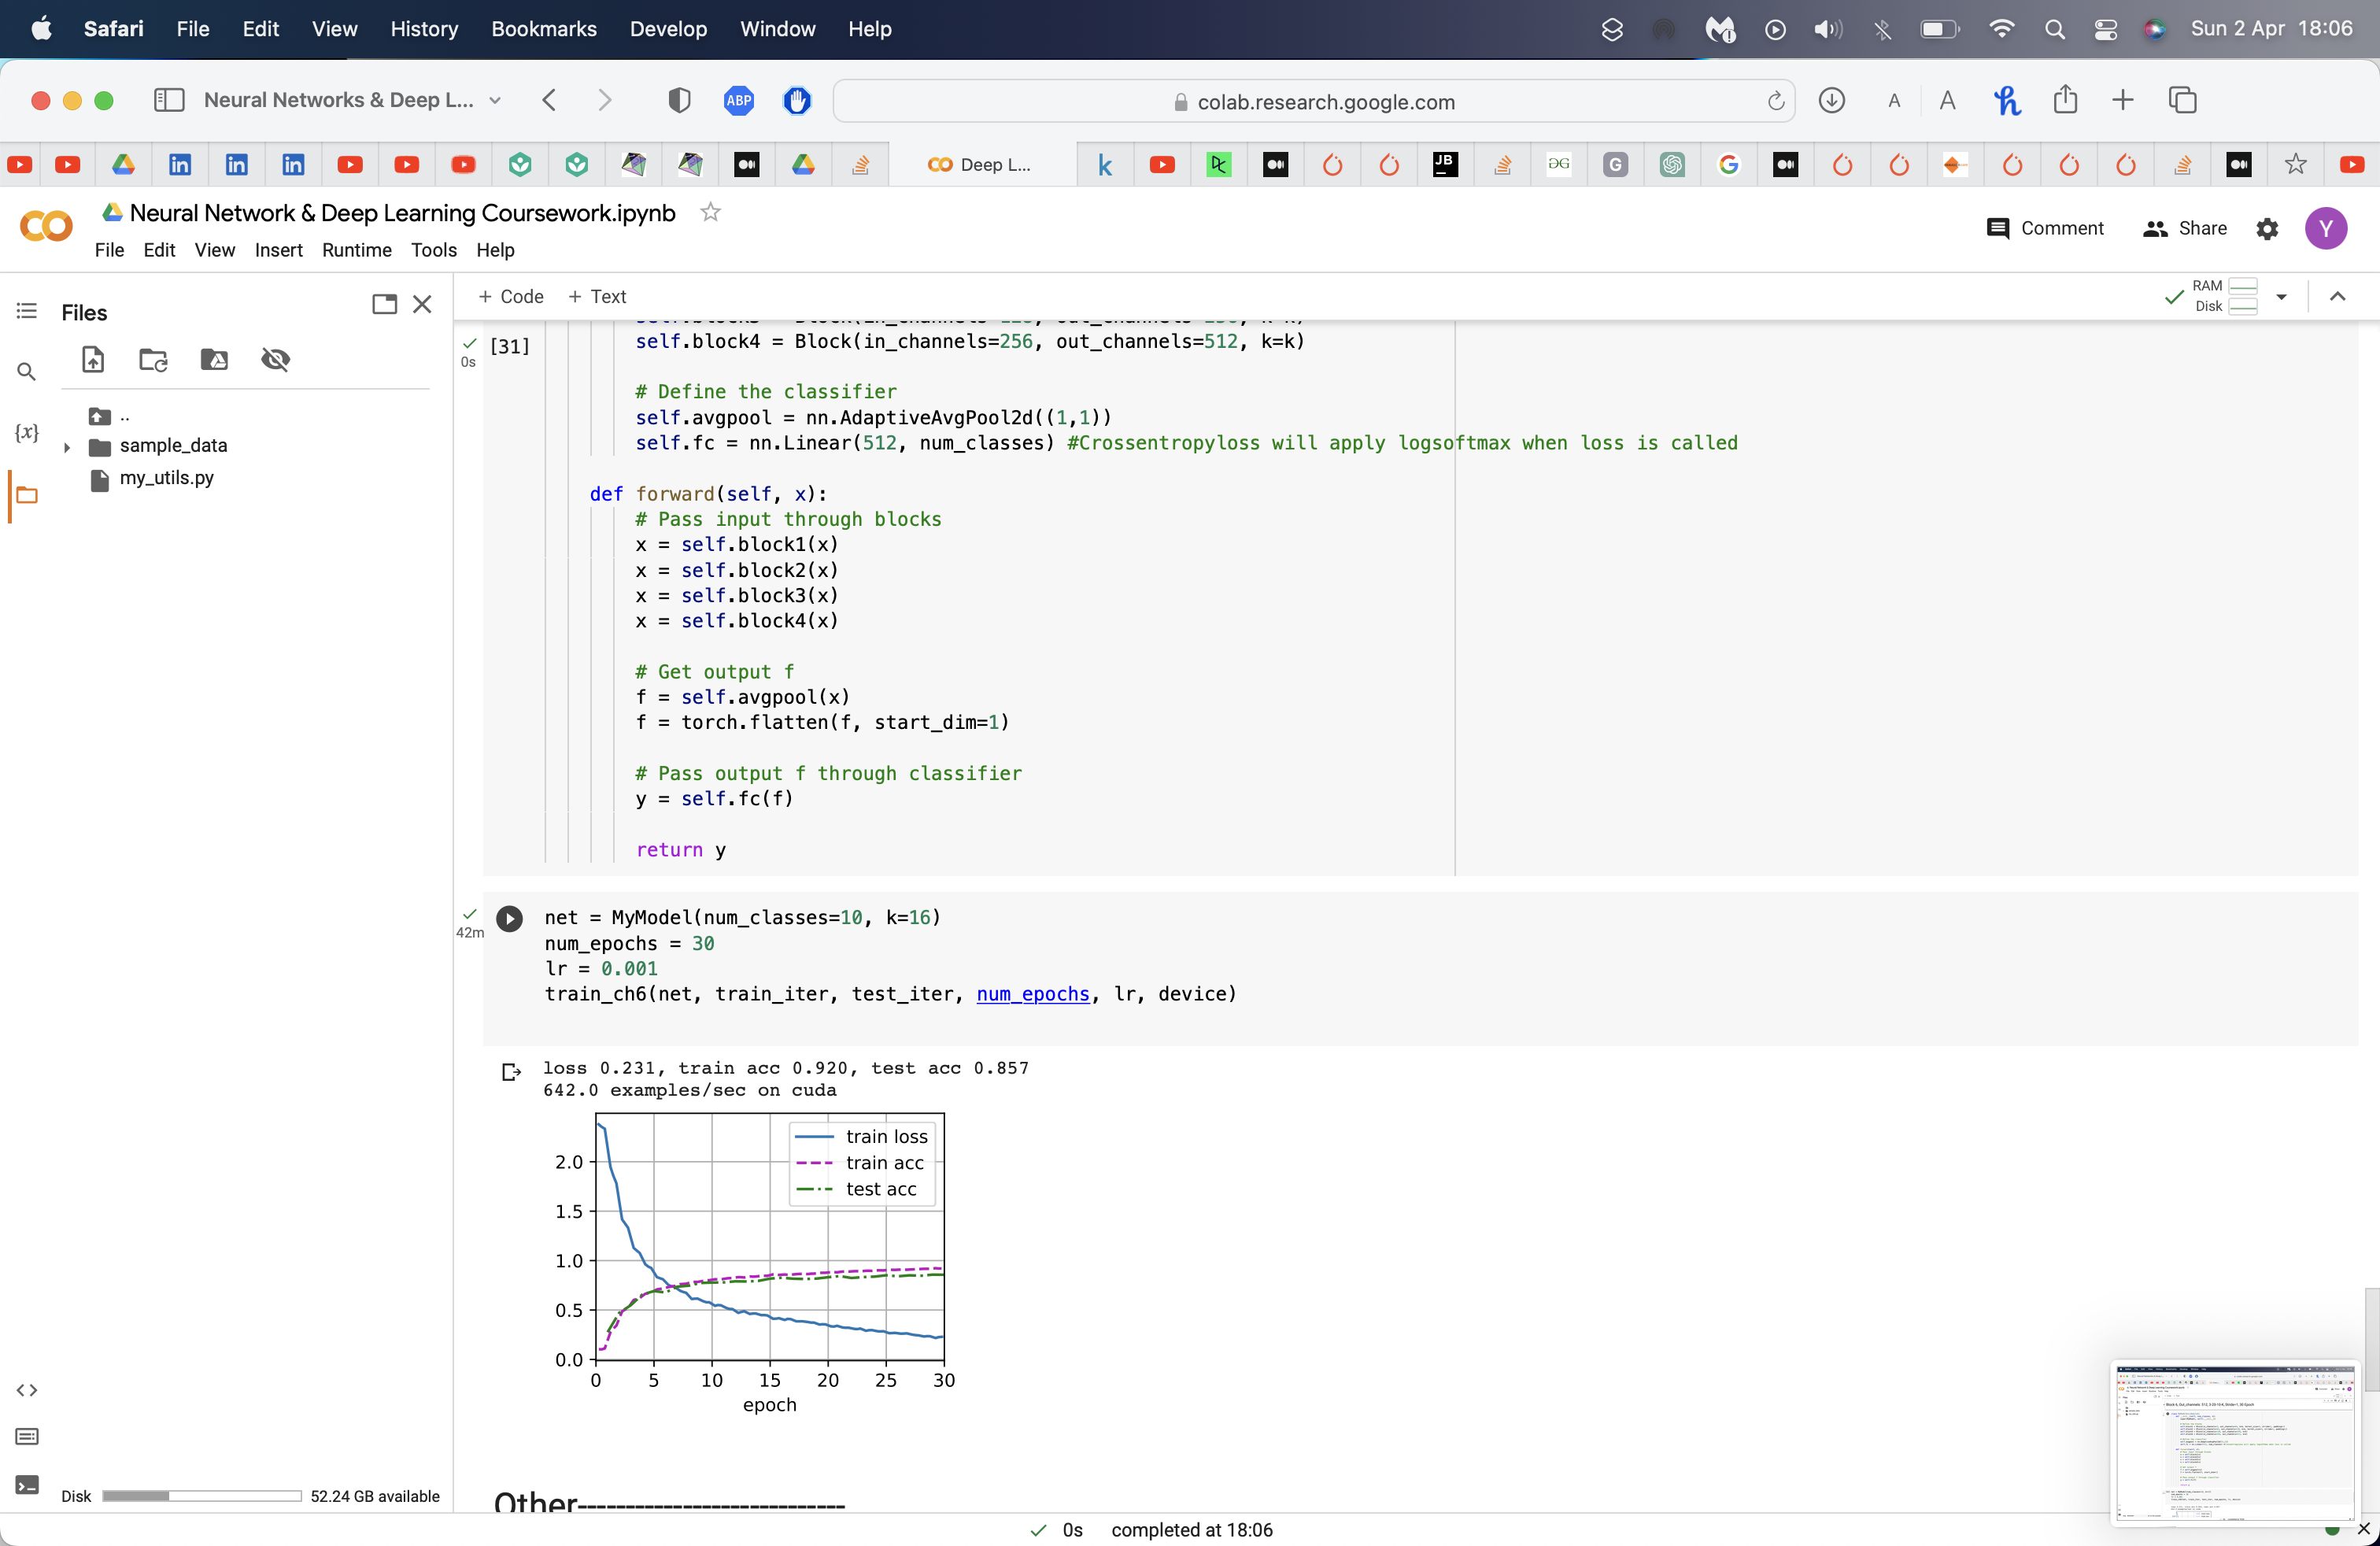 Safari File Edit View History Bookmarks Develop Window Help Sun 2 Apr 18:06
Neural Networks & Deep L... ABP colab.research.google.com A A
Deep L...
Neural Network & Deep Learning Coursework.ipynb
File Edit View Insert Runtime Tools Help
Comment Share Y
Files
+ Code + Text
RAM
Disk
..
sample_data
my_utils.py
{x}
[31]
0s
self.block4 = Block(in_channels=256, out_channels=512, k=k)
# Define the classifier
self.avgpool = nn.AdaptiveAvgPool2d((1,1))
self.fc = nn.Linear(512, num_classes) #Crossentropyloss will apply logsoftmax when loss is called
def forward(self, x):
# Pass input through blocks
x = self.block1(x)
x = self.block2(x)
x = self.block3(x)
x = self.block4(x)
# Get output f
f = self.avgpool(x)
f = torch.flatten(f, start_dim=1)
# Pass output f through classifier
y = self.fc(f)
return y
42m
net = MyModel(num_classes=10, k=16)
num_epochs = 30
lr = 0.001
train_ch6(net, train_iter, test_iter, num_epochs, lr, device)
loss 0.231, train acc 0.920, test acc 0.857
642.0 examples/sec on cuda
train loss
train acc
test acc
2.0
1.5
1.0
0.5
0.0
0 5 10 15 20 25 30
epoch
Other----------------------------
Disk 52.24 GB available
0s completed at 18:06